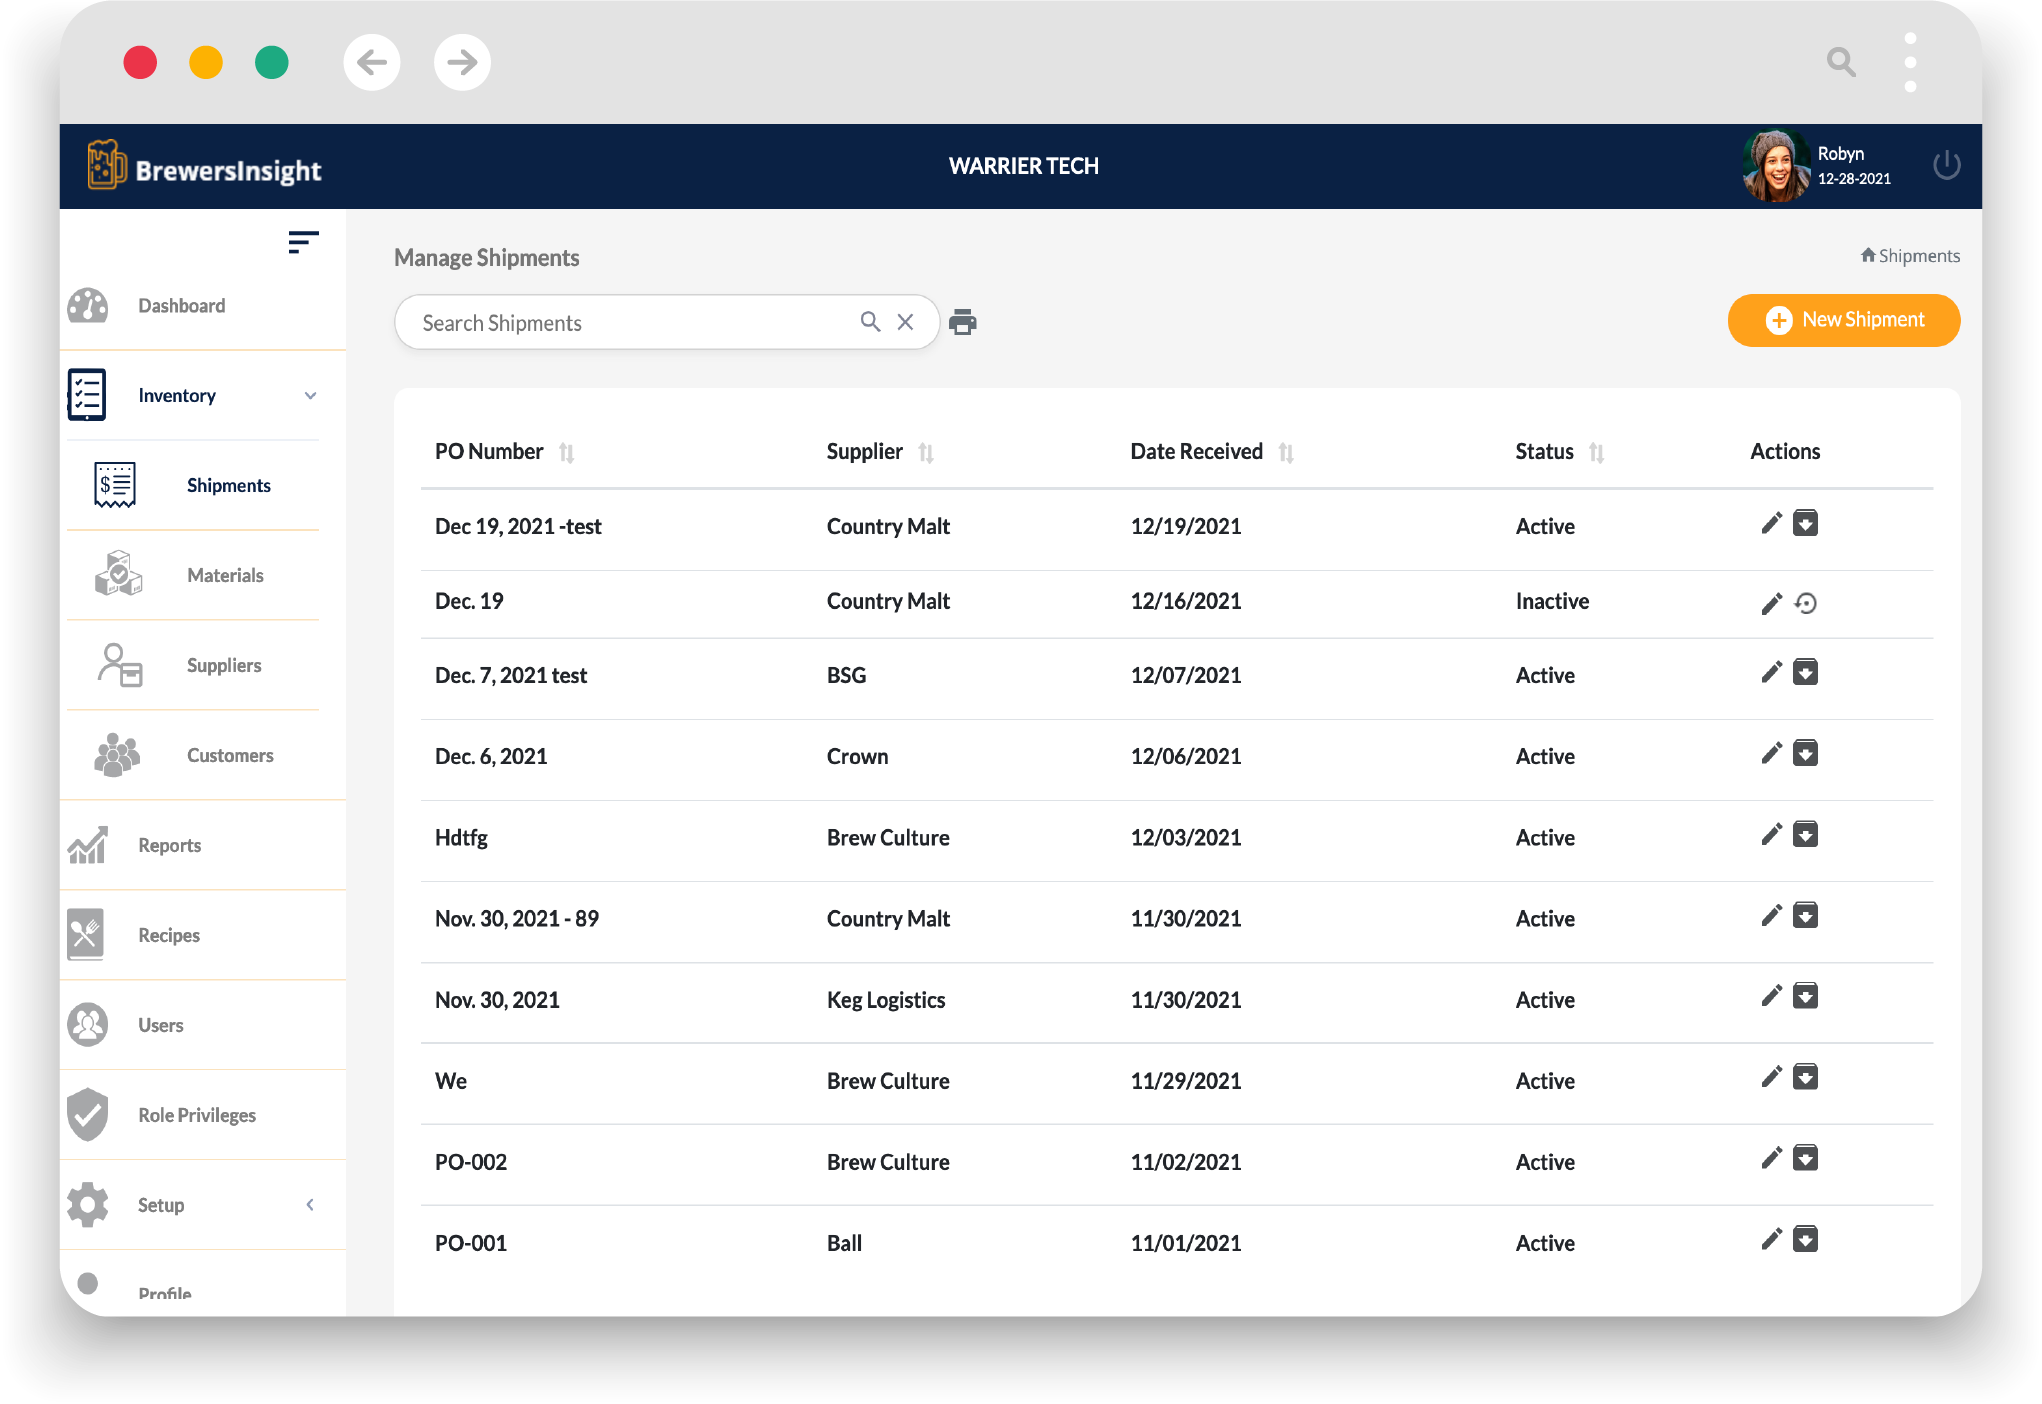 BrewersInsight
WARRIER TECH
Robyn
12-28-2021
Manage Shipments
Shipments
Search Shipments
New Shipment
Dashboard
Inventory
Shipments
Materials
Suppliers
Customers
Reports
Recipes
Users
Role Privileges
Setup
Profile
PO Number Supplier Date Received Status Actions
Dec 19, 2021 -test Country Malt 12/19/2021 Active
Dec. 19 Country Malt 12/16/2021 Inactive
Dec. 7, 2021 test BSG 12/07/2021 Active
Dec. 6, 2021 Crown 12/06/2021 Active
Hdtfg Brew Culture 12/03/2021 Active
Nov. 30, 2021 - 89 Country Malt 11/30/2021 Active
Nov. 30, 2021 Keg Logistics 11/30/2021 Active
We Brew Culture 11/29/2021 Active
PO-002 Brew Culture 11/02/2021 Active
PO-001 Ball 11/01/2021 Active